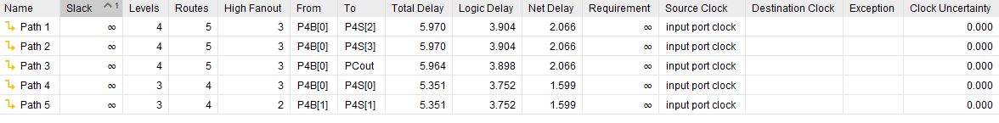 Name Slack ^1 Levels Routes High Fanout From To Total Delay Logic Delay Net Delay Requirement Source Clock Destination Clock Exception Clock Uncertainty
Path 1 ∞ 4 5 3 P4B[0] P4S[2] 5.970 3.904 2.066 ∞ input port clock 0.000
Path 2 ∞ 4 5 3 P4B[0] P4S[3] 5.970 3.904 2.066 ∞ input port clock 0.000
Path 3 ∞ 4 5 3 P4B[0] PCout 5.964 3.898 2.066 ∞ input port clock 0.000
Path 4 ∞ 3 4 3 P4B[0] P4S[0] 5.351 3.752 1.599 ∞ input port clock 0.000
Path 5 ∞ 3 4 2 P4B[1] P4S[1] 5.351 3.752 1.599 ∞ input port clock 0.000